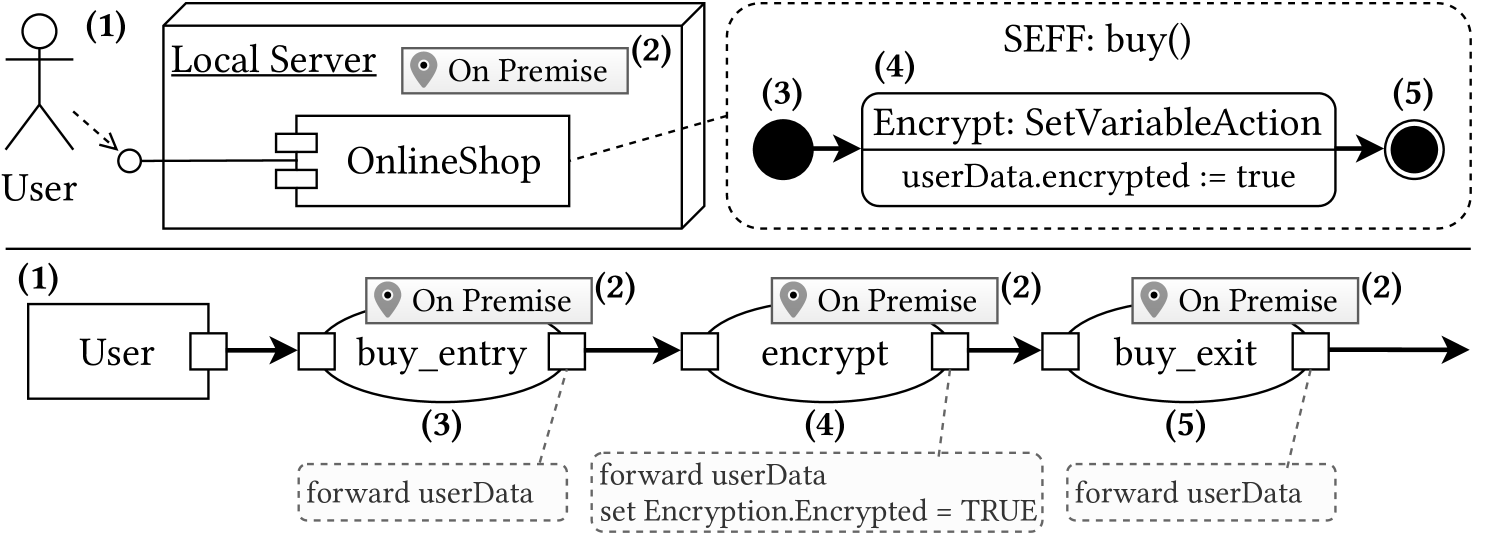 (1)
User
Local Server
On Premise
(2)
OnlineShop
SEFF: buy()
(3)
(4)
Encrypt: SetVariableAction
userData.encrypted := true
(5)
(1)
User
On Premise
(2)
buy_entry
(3)
forward userData
On Premise
(2)
encrypt
(4)
forward userData
set Encryption.Encrypted = TRUE
On Premise
(2)
buy_exit
(5)
forward userData